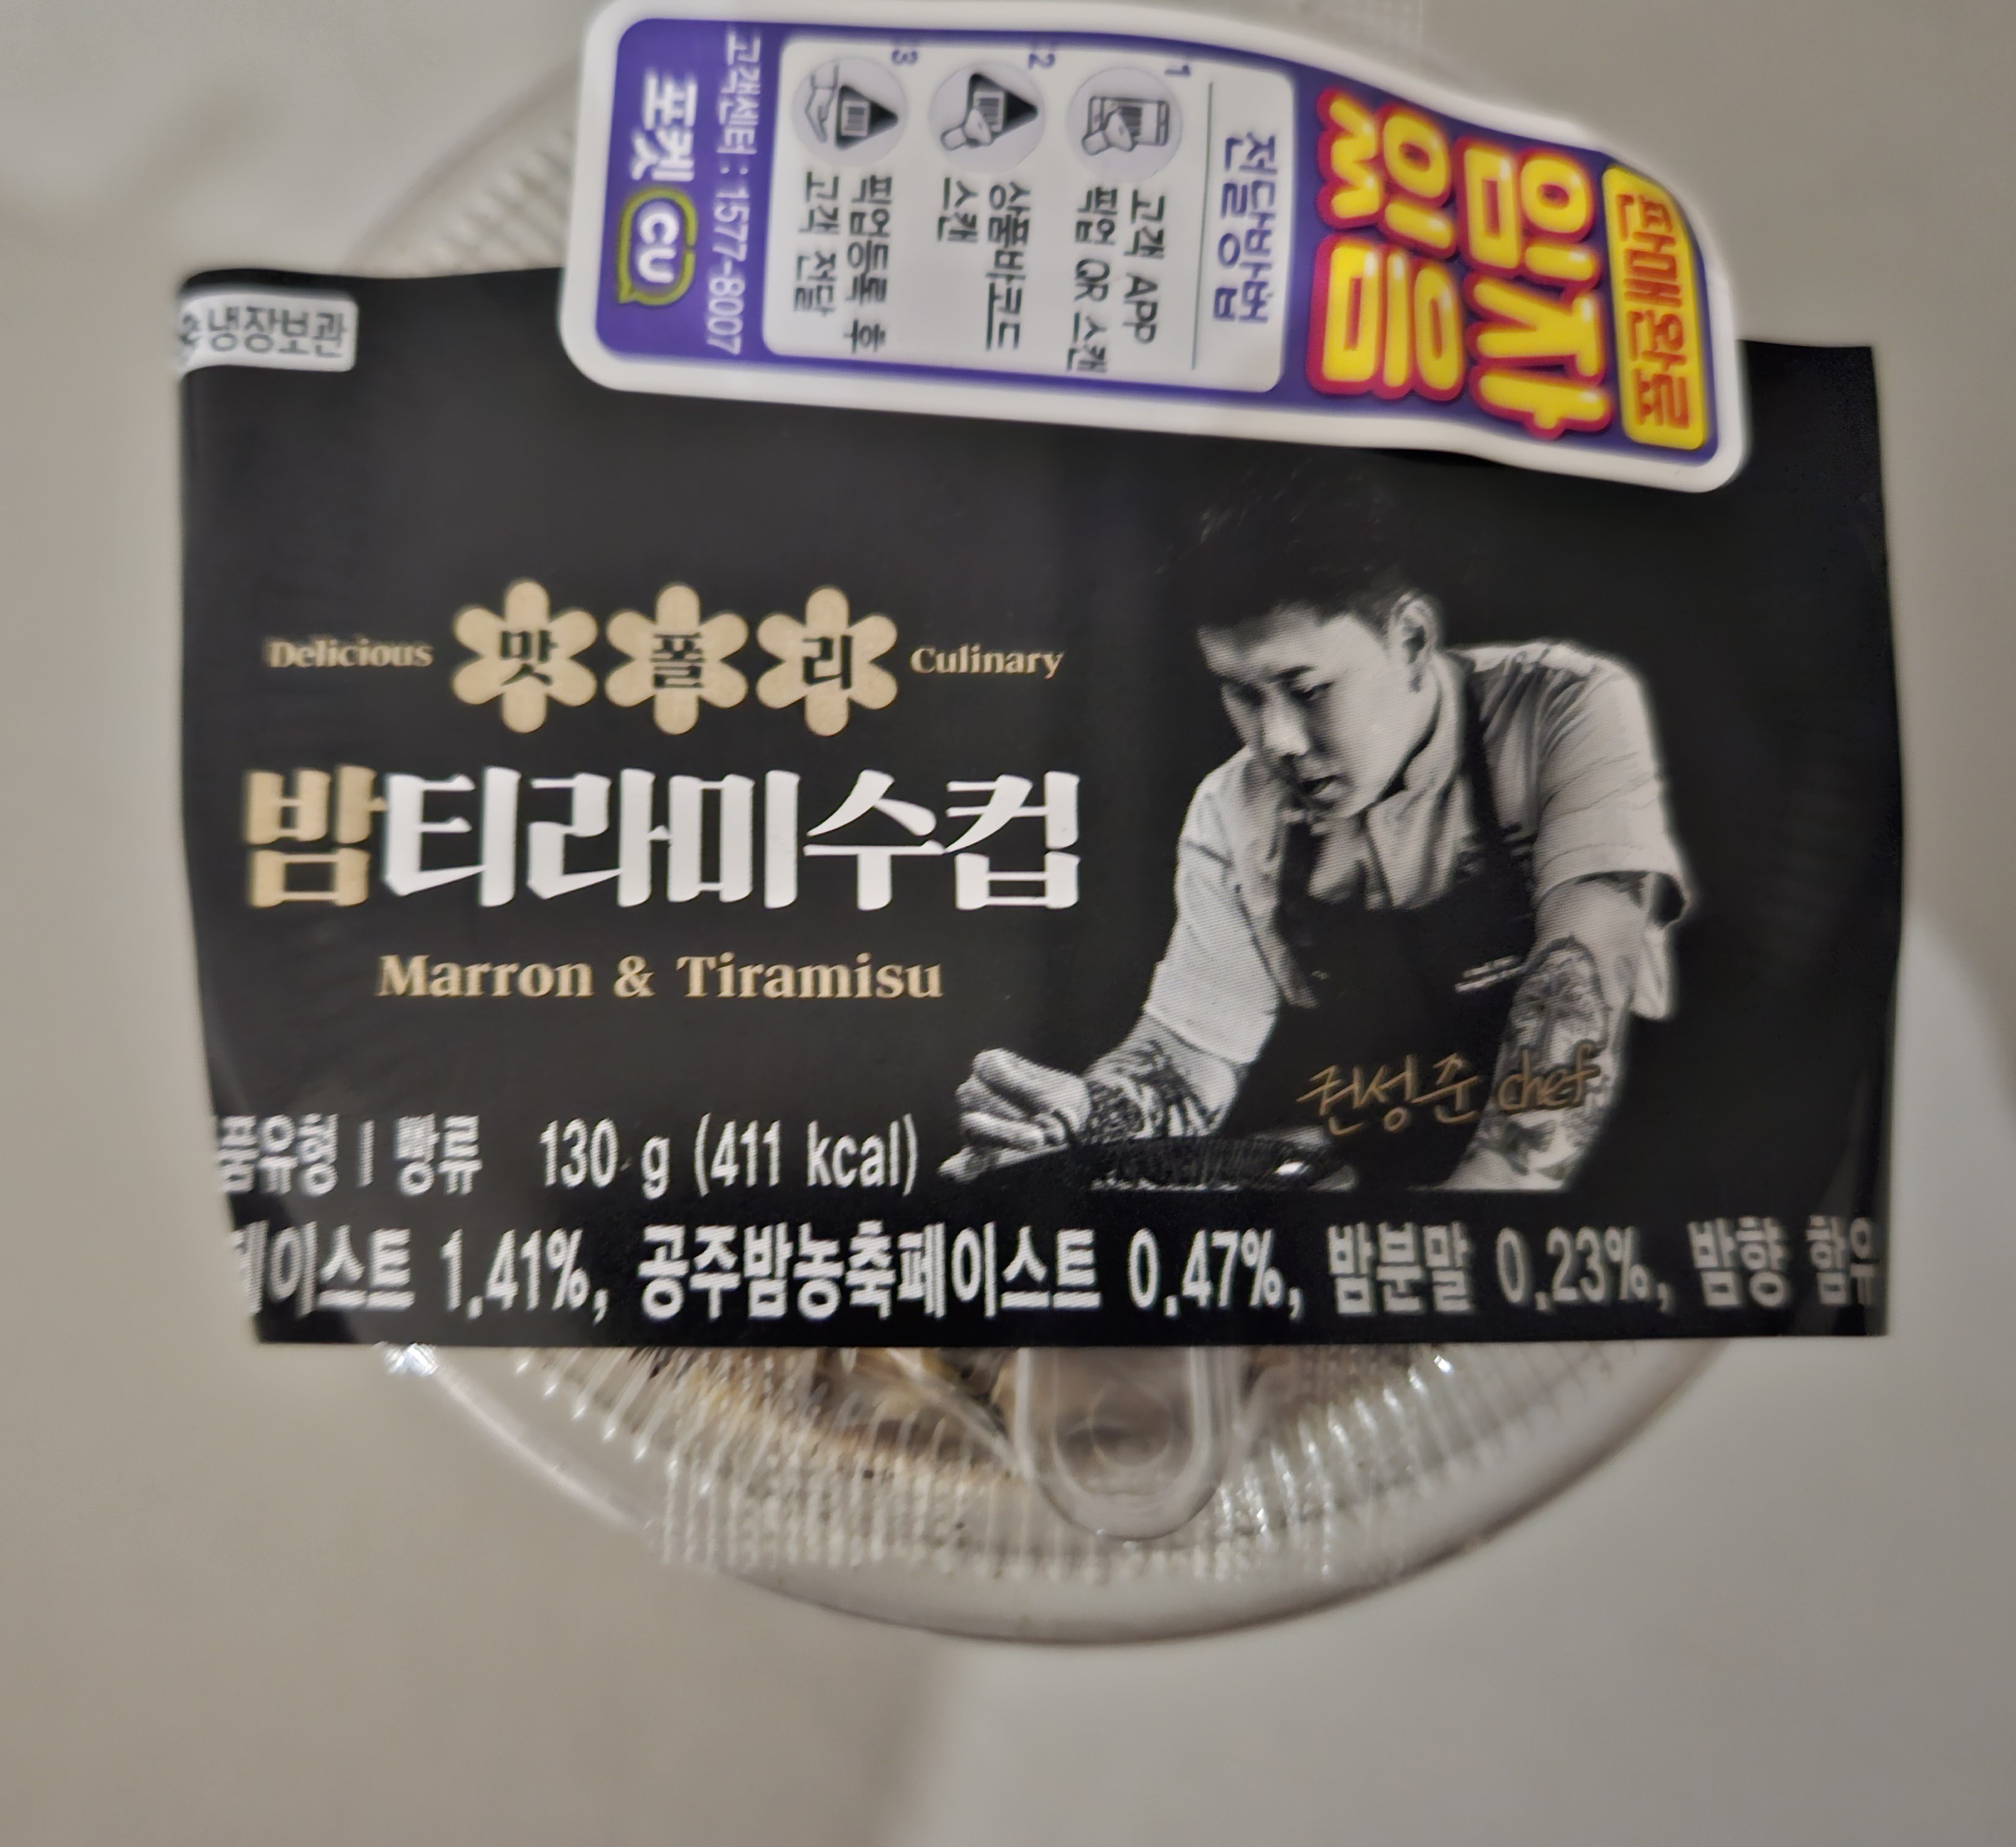 판매완료
임자
있음
전달방법
1
고객 APP
픽업 QR 스캔
2
상품바코드
스캔
3
픽업등록 후
고객 전달
고객센터 : 1577-8007
포켓 CU
냉장보관
Delicious 맛폴리 Culinary
밤티라미수컵
Marron & Tiramisu
권성준 chef
품유형 | 빵류 130 g (411 kcal)
페이스트 1.41%, 공주밤농축페이스트 0.47%, 밤분말 0.23%, 밤향 함유